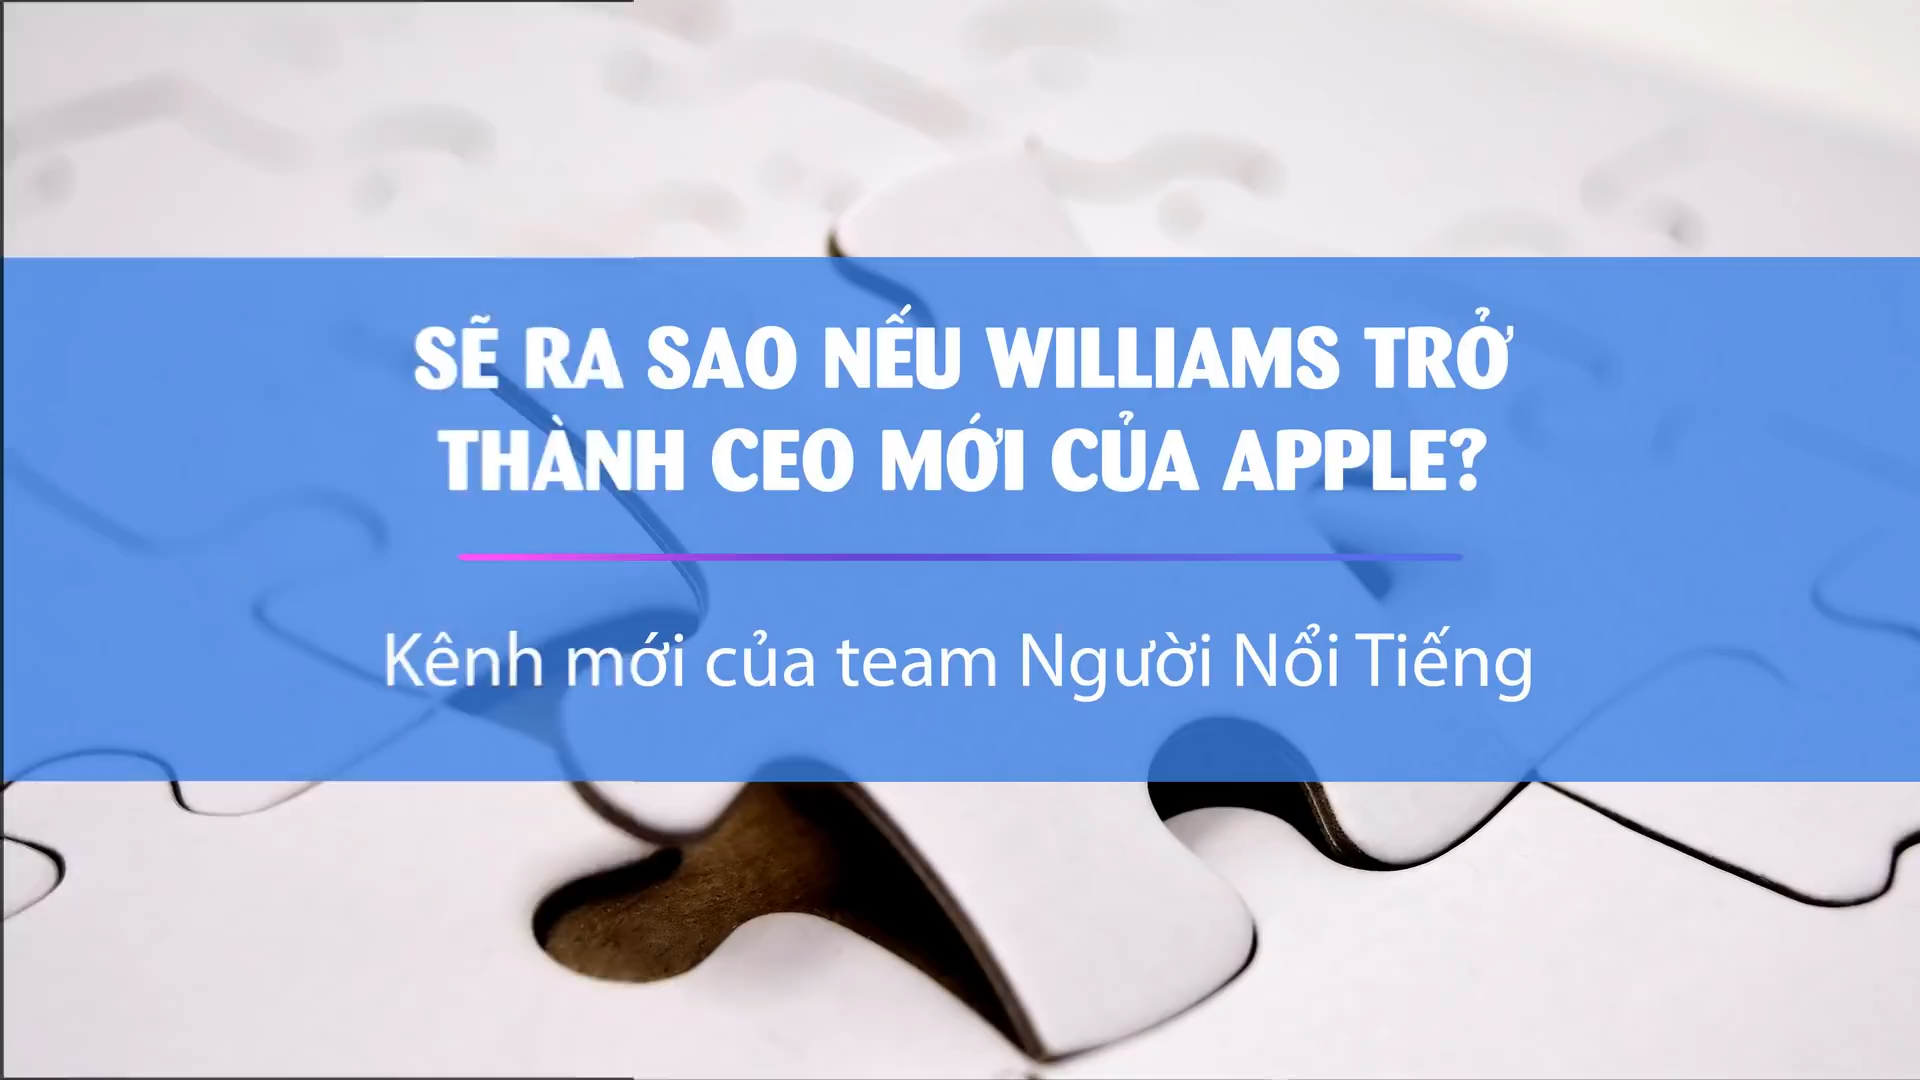 SẼ RA SAO NẾU WILLIAMS TRỞ
THÀNH CEO MỚI CỦA APPLE?
Kênh mới của team Người Nổi Tiếng